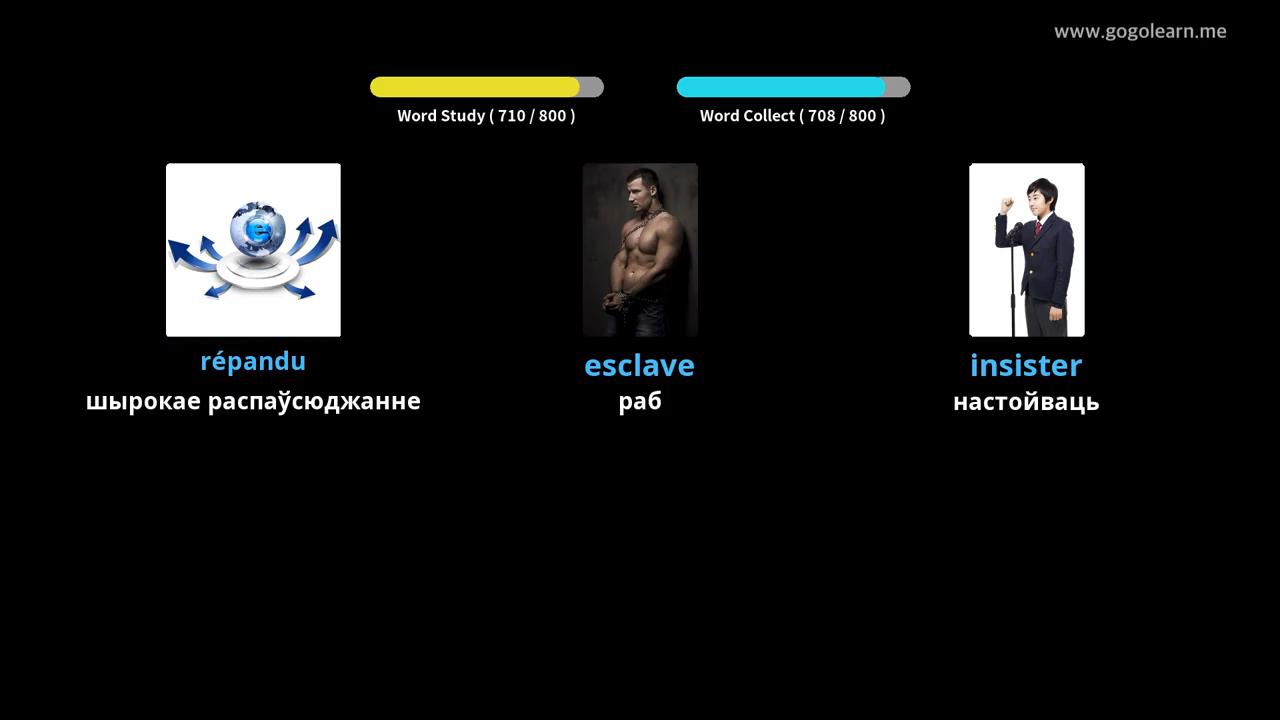 www.gogolearn.me
Word Study ( 710 / 800 )
Word Collect ( 708 / 800 )
e
répandu
esclave
insister
шырокае распаўсюджанне
раб
настойваць